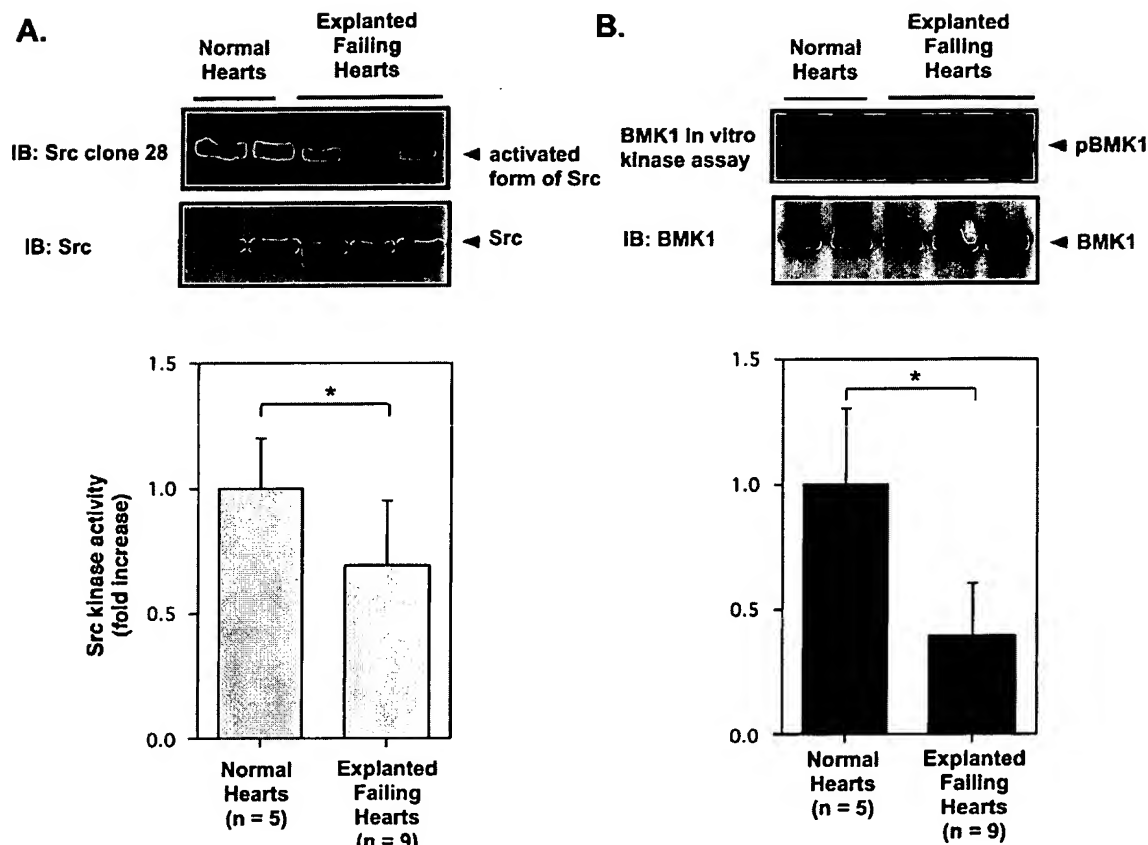 A.
Normal
Hearts
Explanted
Failing
Hearts
IB: Src clone 28
activated
form of Src
IB: Src
Src
1.5
1.0
0.5
0.0
Src kinase activity
(fold increase)
*
Normal
Hearts
(n = 5)
Explanted
Failing
Hearts
(n = 9)
B.
Normal
Hearts
Explanted
Failing
Hearts
BMK1 in vitro
kinase assay
pBMK1
IB: BMK1
BMK1
1.5
1.0
0.5
0.0
*
Normal
Hearts
(n = 5)
Explanted
Failing
Hearts
(n = 9)